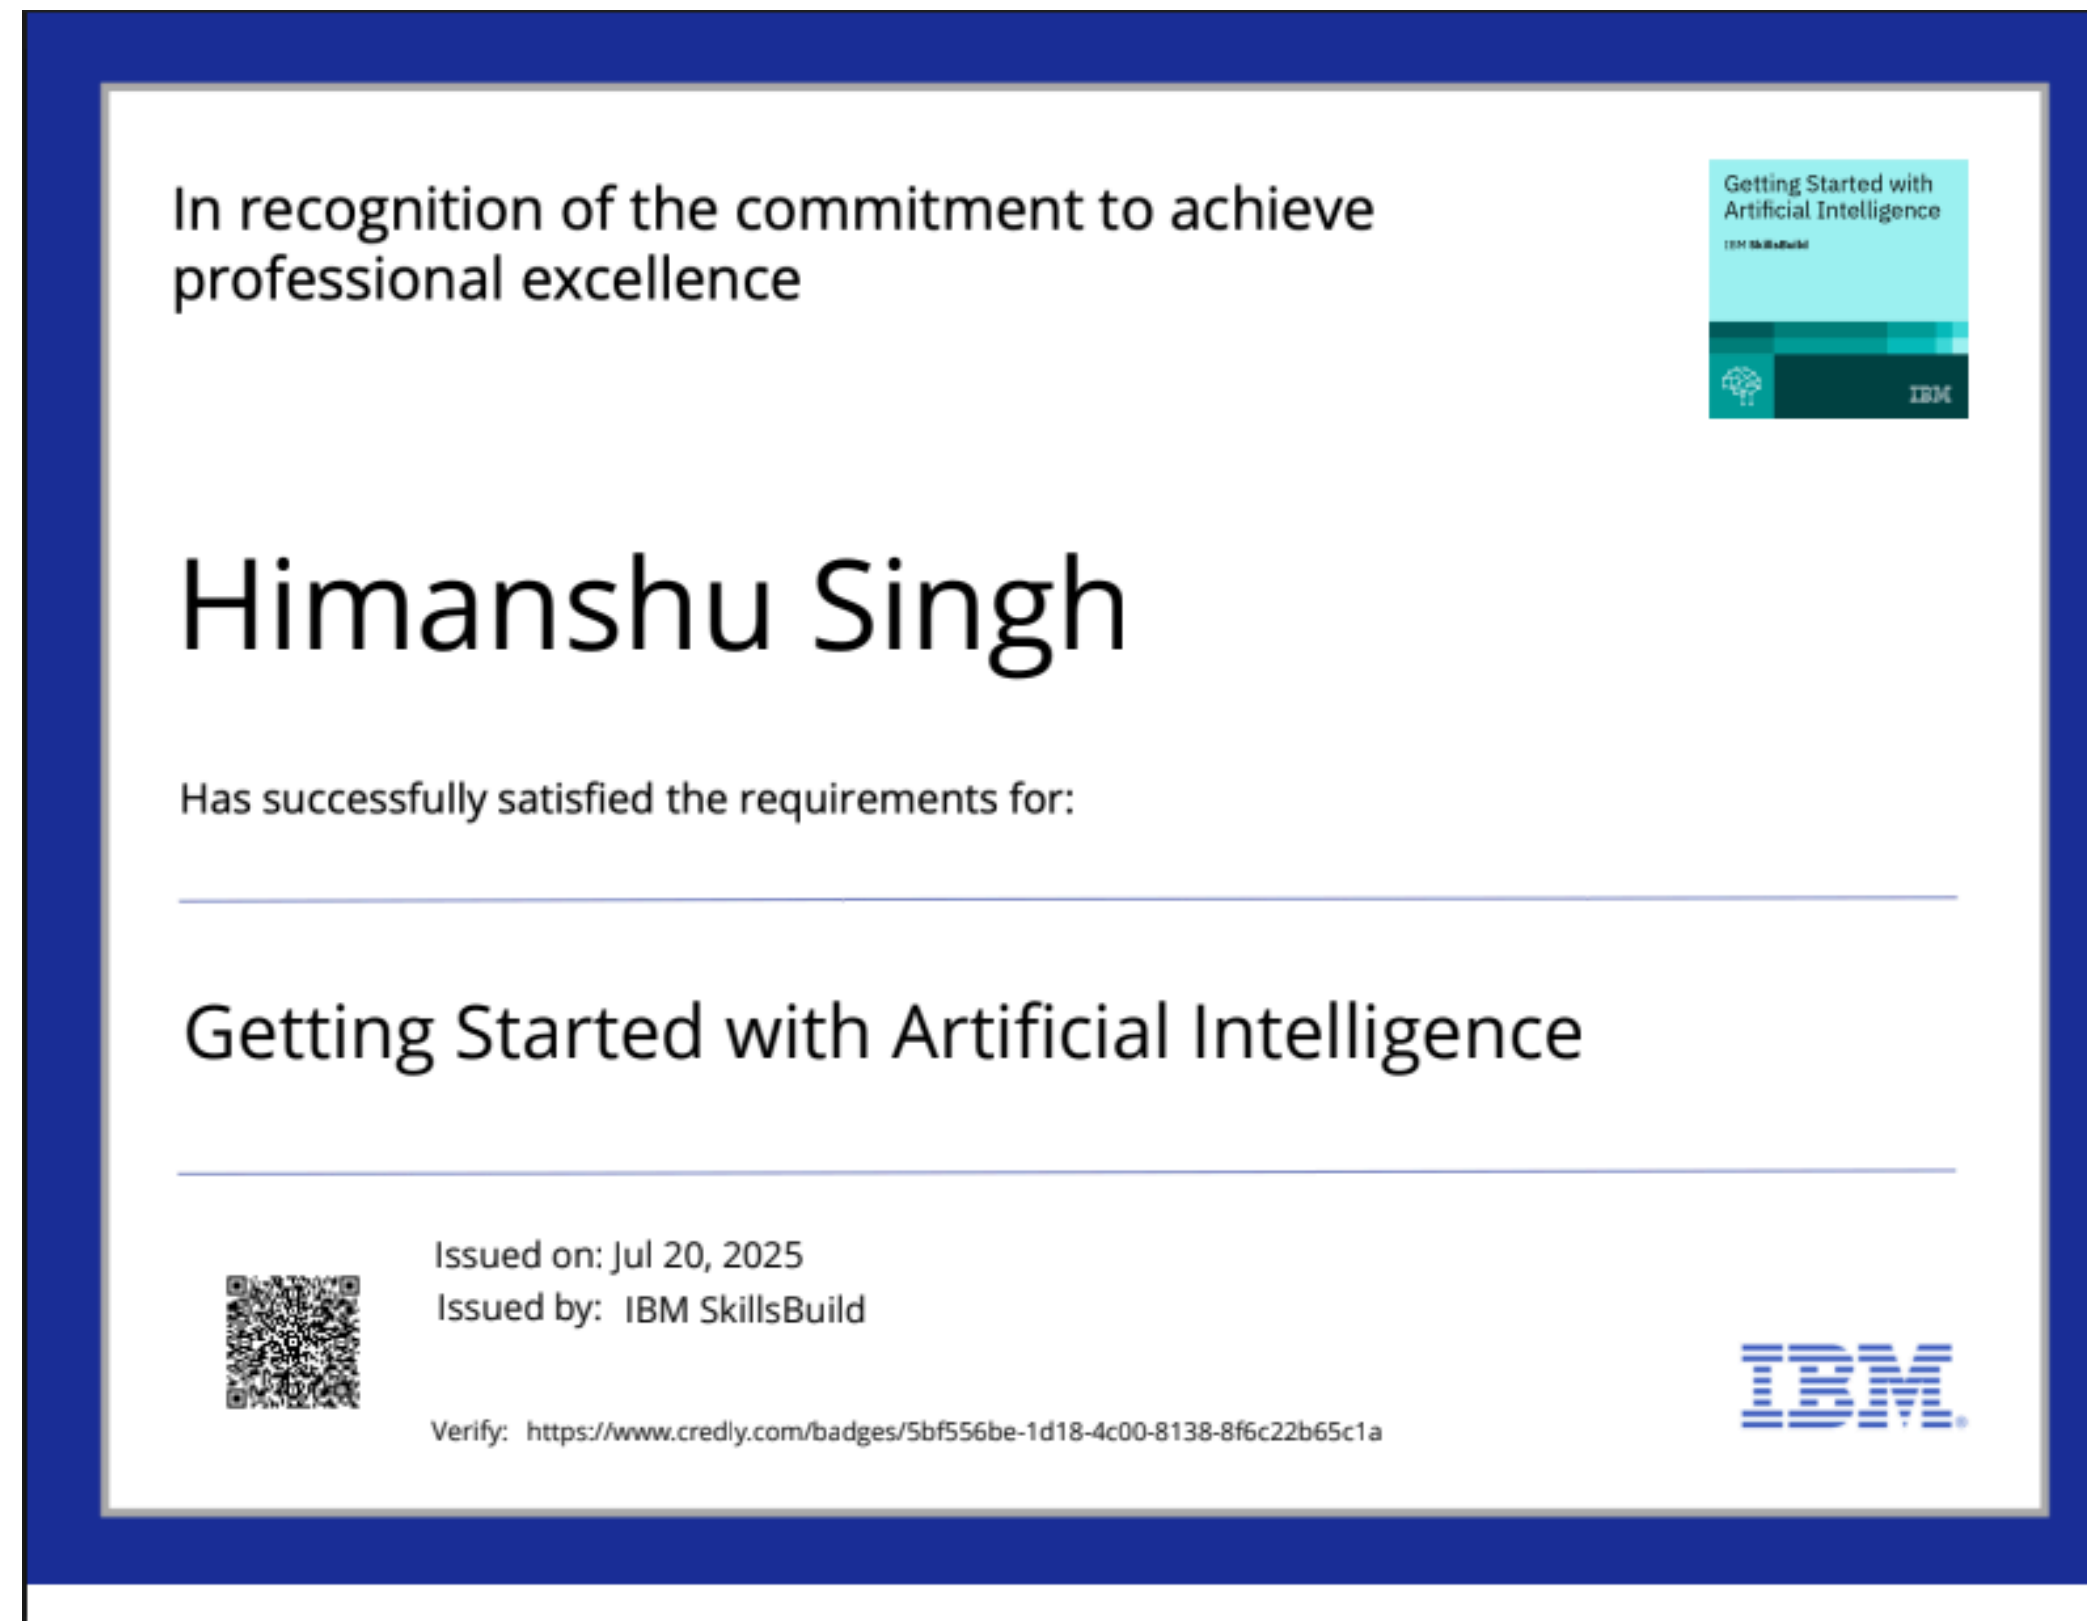 In recognition of the commitment to achieve
professional excellence
Getting Started with
Artificial Intelligence
IBM SkillsBuild
IBM
Himanshu Singh
Has successfully satisfied the requirements for:
Getting Started with Artificial Intelligence
Issued on: Jul 20, 2025
Issued by: IBM SkillsBuild
IBM®
Verify: https://www.credly.com/badges/5bf556be-1d18-4c00-8138-8f6c22b65c1a